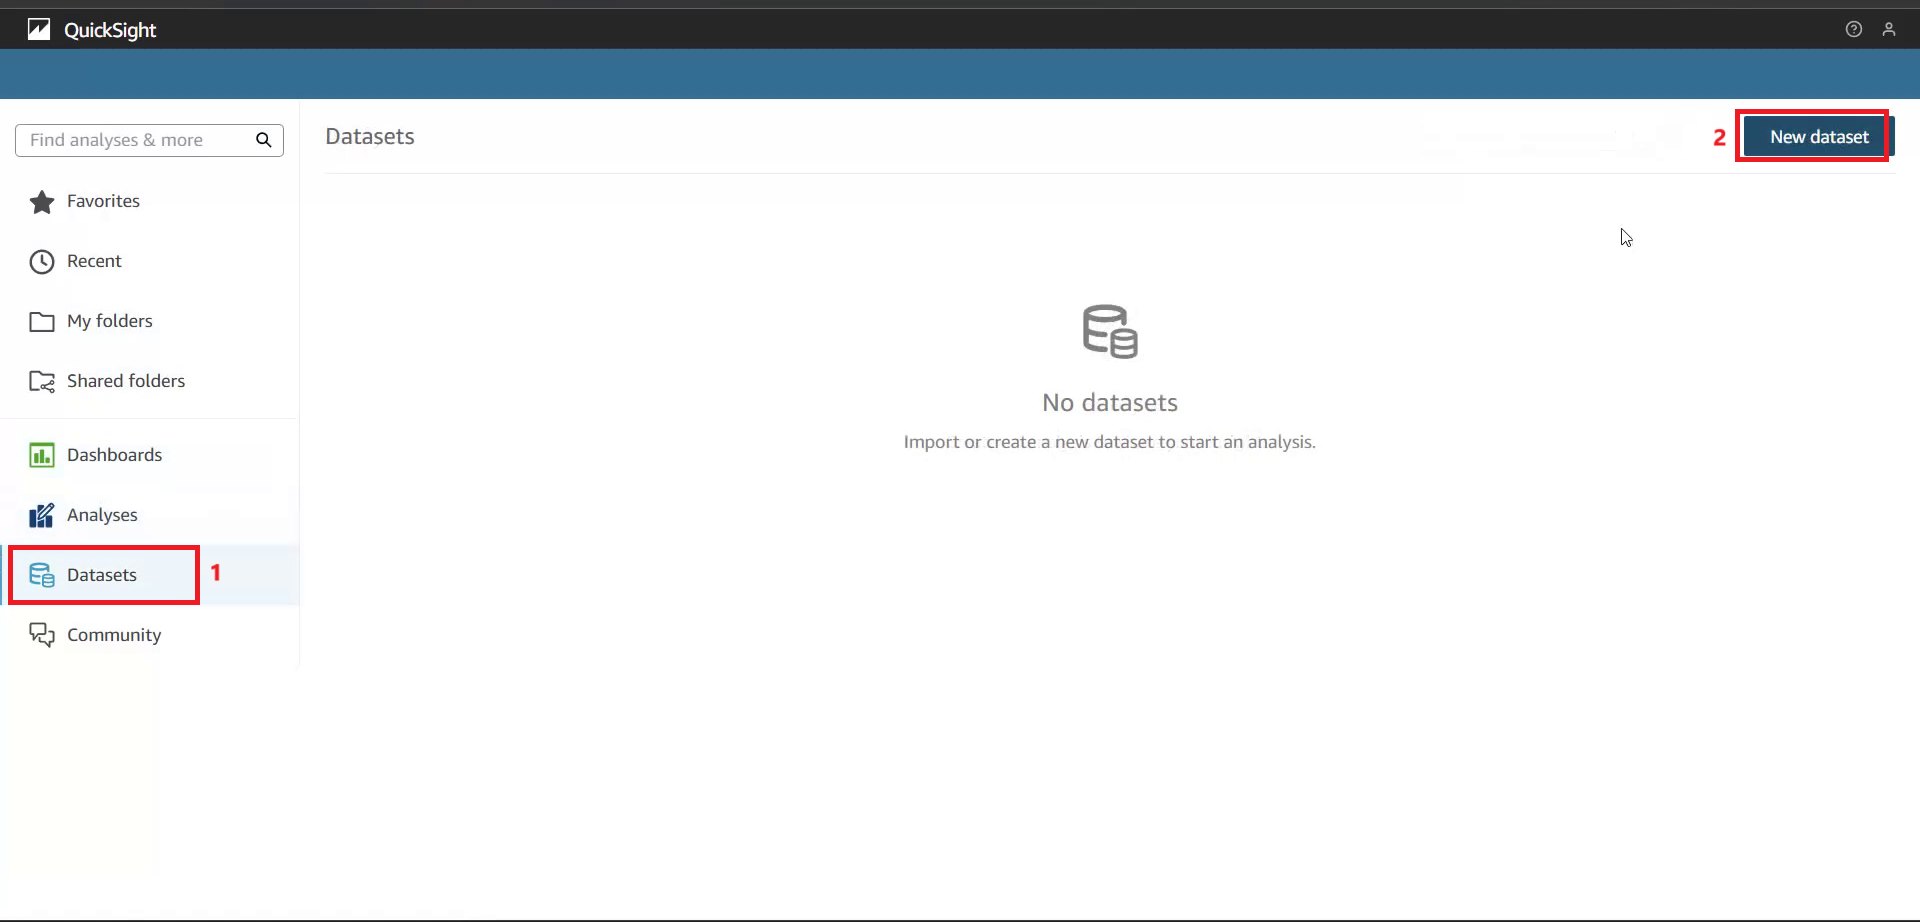 QuickSight
Find analyses & more
Datasets
2
New dataset
Favorites
Recent
My folders
Shared folders
No datasets
Import or create a new dataset to start an analysis.
Dashboards
Analyses
Datasets
1
Community